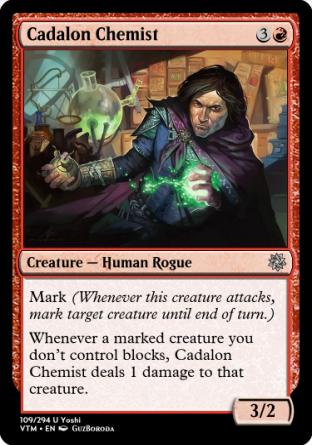 Cadalon Chemist 3
Creature — Human Rogue
Mark (Whenever this creature attacks,
mark target creature until end of turn.)
Whenever a marked creature you
don't control blocks, Cadalon
Chemist deals 1 damage to that
creature.
3/2
109/294 U Yoshi
VTM • EN GuzBoroda